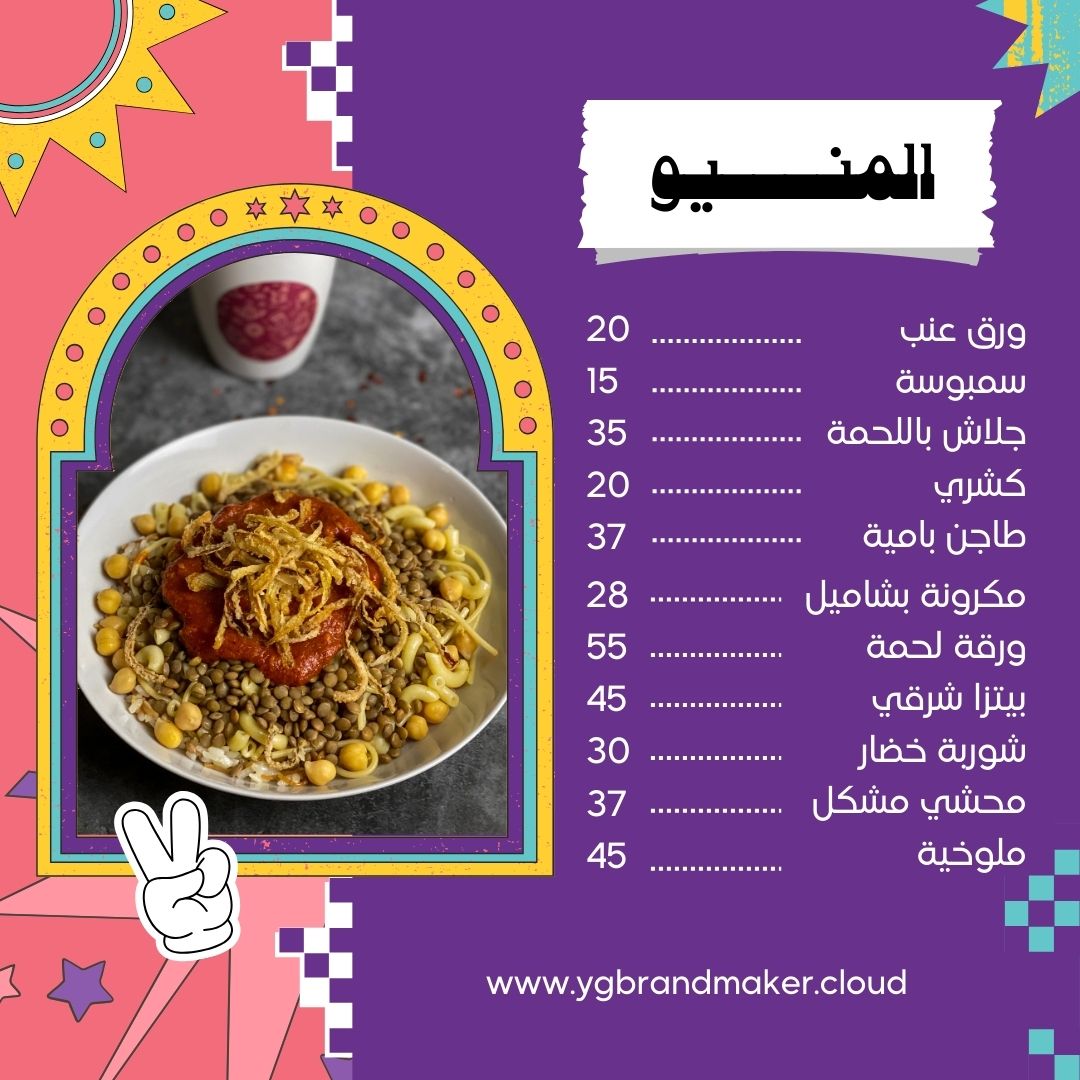 المنيو
ورق عنب ................... 20
سمبوسة ................... 15
جلاش باللحمة ................... 35
كشري ................... 20
طاجن بامية ................... 37
مكرونة بشاميل ................. 28
ورقة لحمة ................. 55
بيتزا شرقي ................. 45
شوربة خضار ................. 30
محشي مشكل ................. 37
ملوخية ................. 45
www.ygbrandmaker.cloud